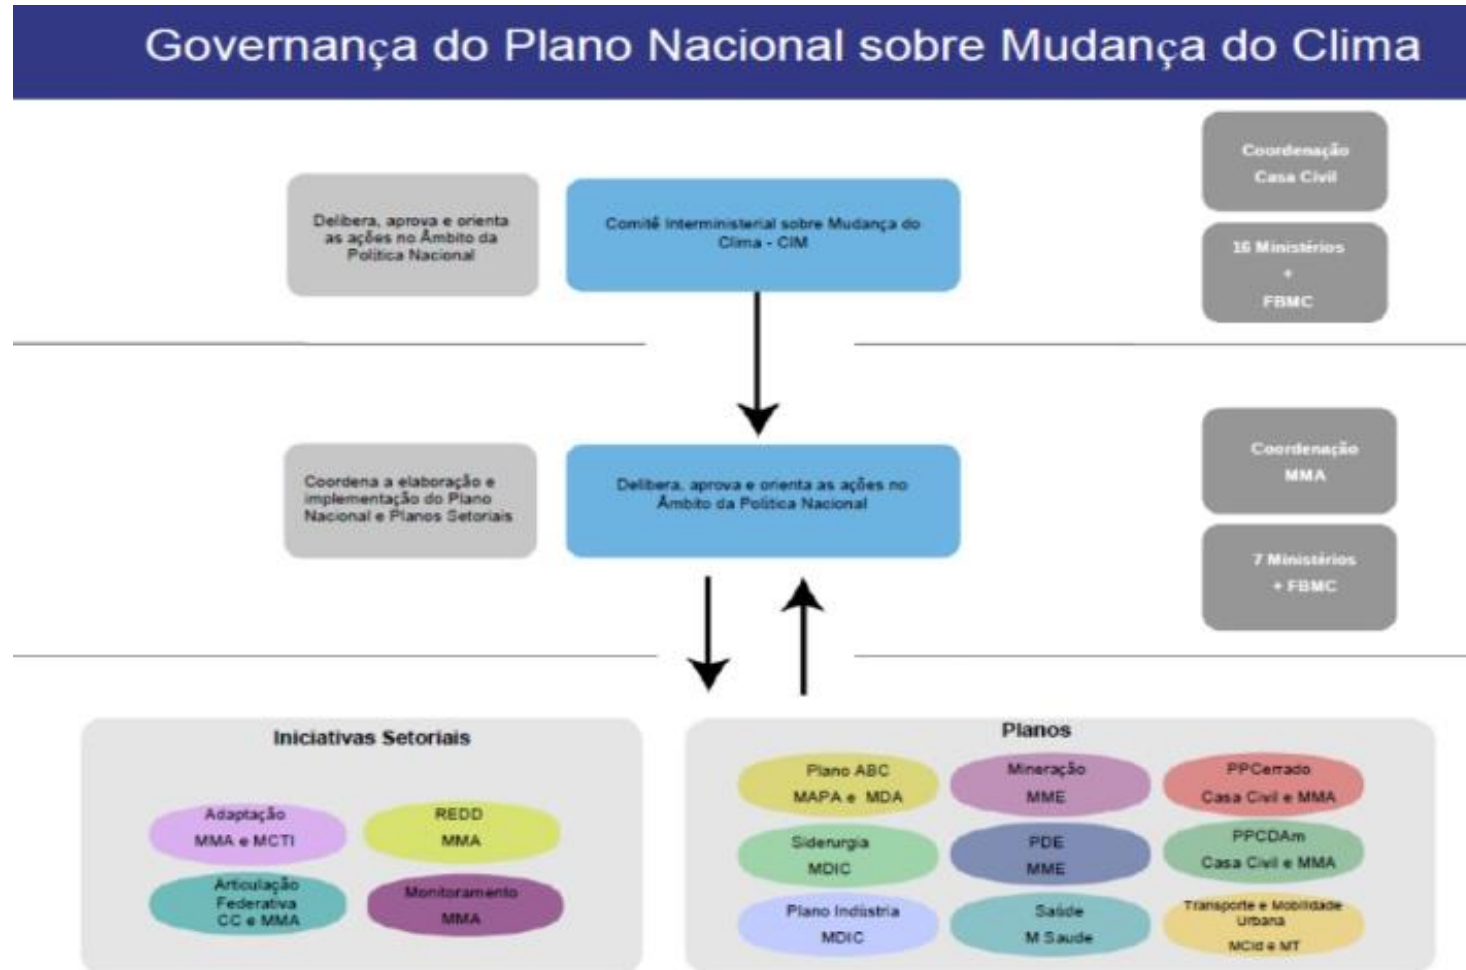 Governança do Plano Nacional sobre Mudança do Clima
Delibera, aprova e orienta
as ações no Âmbito da
Política Nacional
Comitê Interministerial sobre Mudança do
Clima - CIM
Coordenação
Casa Civil
16 Ministérios
+
FBMC
Coordena a elaboração e
implementação do Plano
Nacional e Planos Setoriais
Delibera, aprova e orienta as ações no
Âmbito da Política Nacional
Coordenação
MMA
7 Ministérios
+ FBMC
Iniciativas Setoriais
Adaptação
MMA e MCTI
REDD
MMA
Articulação
Federativa
CC e MMA
Monitoramento
MMA
Planos
Plano ABC
MAPA e MDA
Mineração
MME
PPCerrado
Casa Civil e MMA
Siderurgia
MDIC
PDE
MME
PPCDAm
Casa Civil e MMA
Plano Indústria
MDIC
Saúde
M Saude
Transporte e Mobilidade
Urbana
MCid e MT